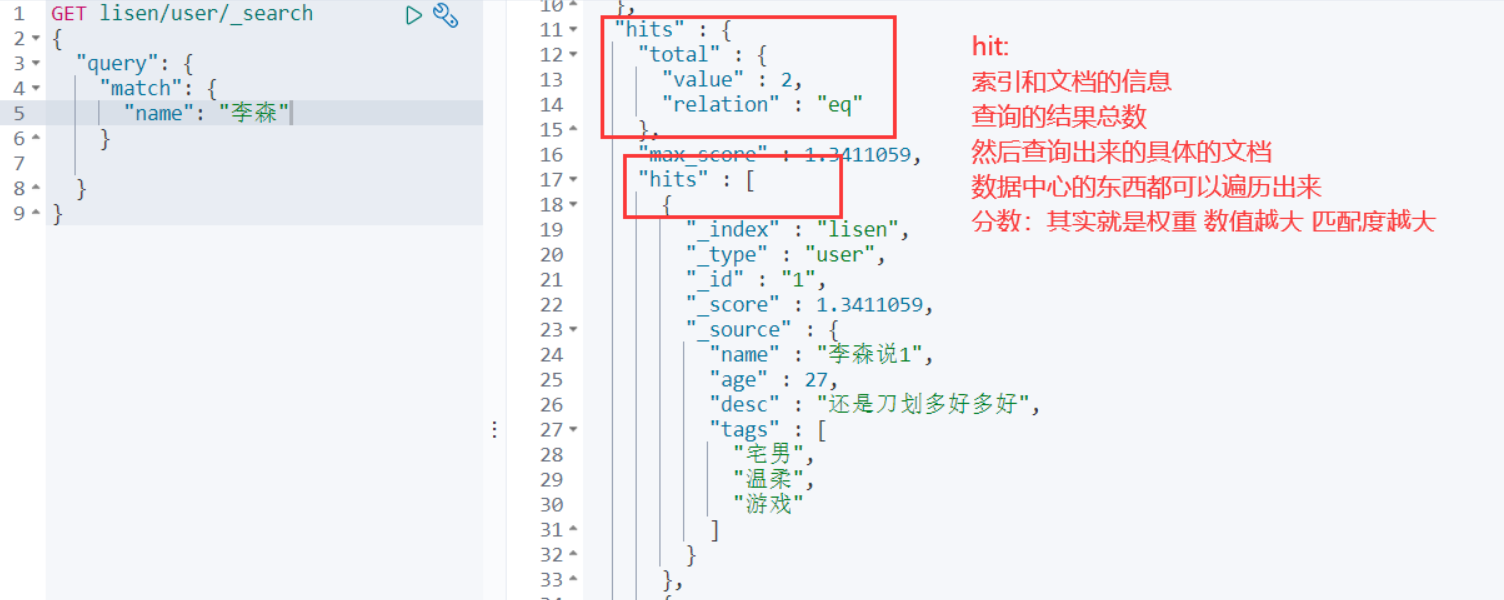 1 GET lisen/user/_search
2 {
3 "query": {
4 "match": {
5 "name": "李森"
6 }
7
8 }
9 }
10 },
11 "hits" : {
12 "total" : {
13 "value" : 2,
14 "relation" : "eq"
15 },
16 "max_score" : 1.3411059,
17 "hits" : [
18 {
19 "_index" : "lisen",
20 "_type" : "user",
21 "_id" : "1",
22 "_score" : 1.3411059,
23 "_source" : {
24 "name" : "李森说1",
25 "age" : 27,
26 "desc" : "还是刀划多好多好",
27 "tags" : [
28 "宅男",
29 "温柔",
30 "游戏"
31 ]
32 }
33 },
hit:
索引和文档的信息
查询的结果总数
然后查询出来的具体的文档
数据中心的东西都可以遍历出来
分数：其实就是权重 数值越大 匹配度越大